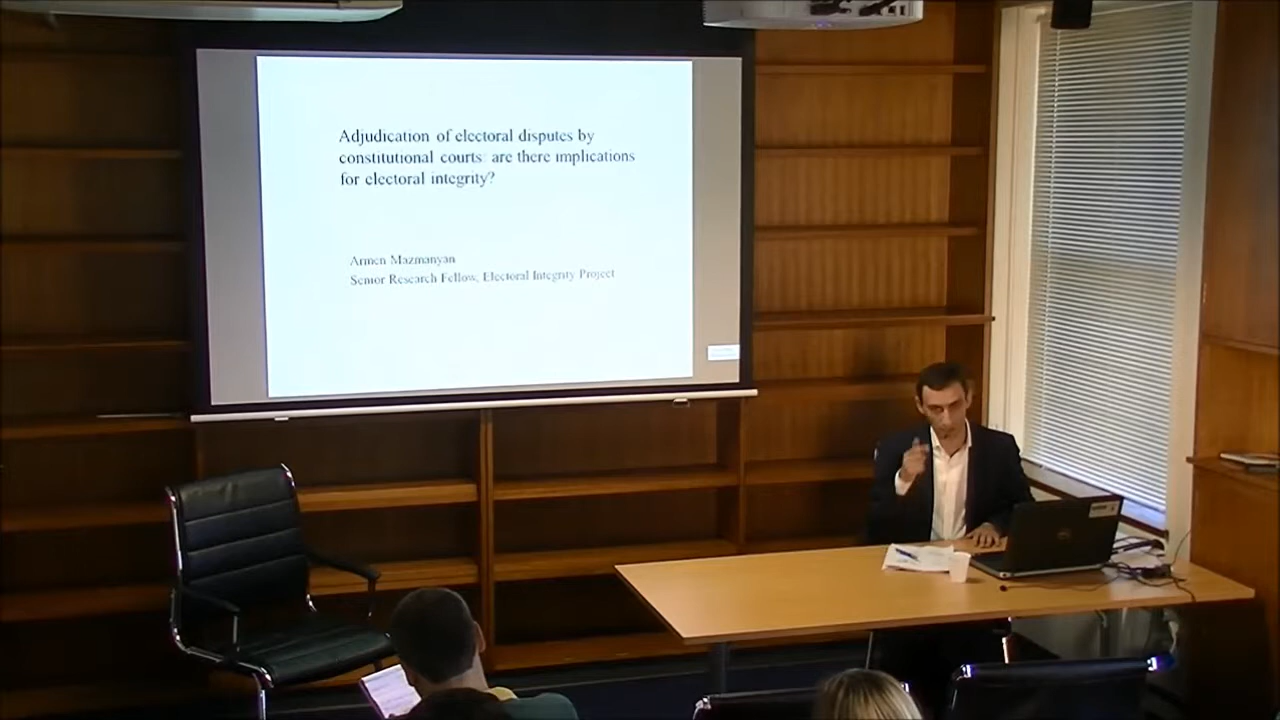 Adjudication of electoral disputes by
constitutional courts: are there implications
for electoral integrity?
Armen Mazmanyan
Senior Research Fellow, Electoral Integrity Project